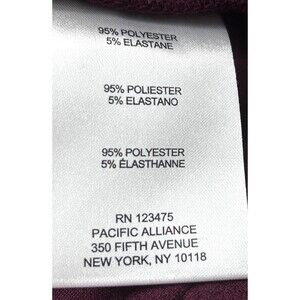 95% POLYESTER
5% ELASTANE
95% POLIESTER
5% ELASTANO
95% POLYESTER
5% ÉLASTHANNE
RN 123475
PACIFIC ALLIANCE
350 FIFTH AVENUE
NEW YORK, NY 10118